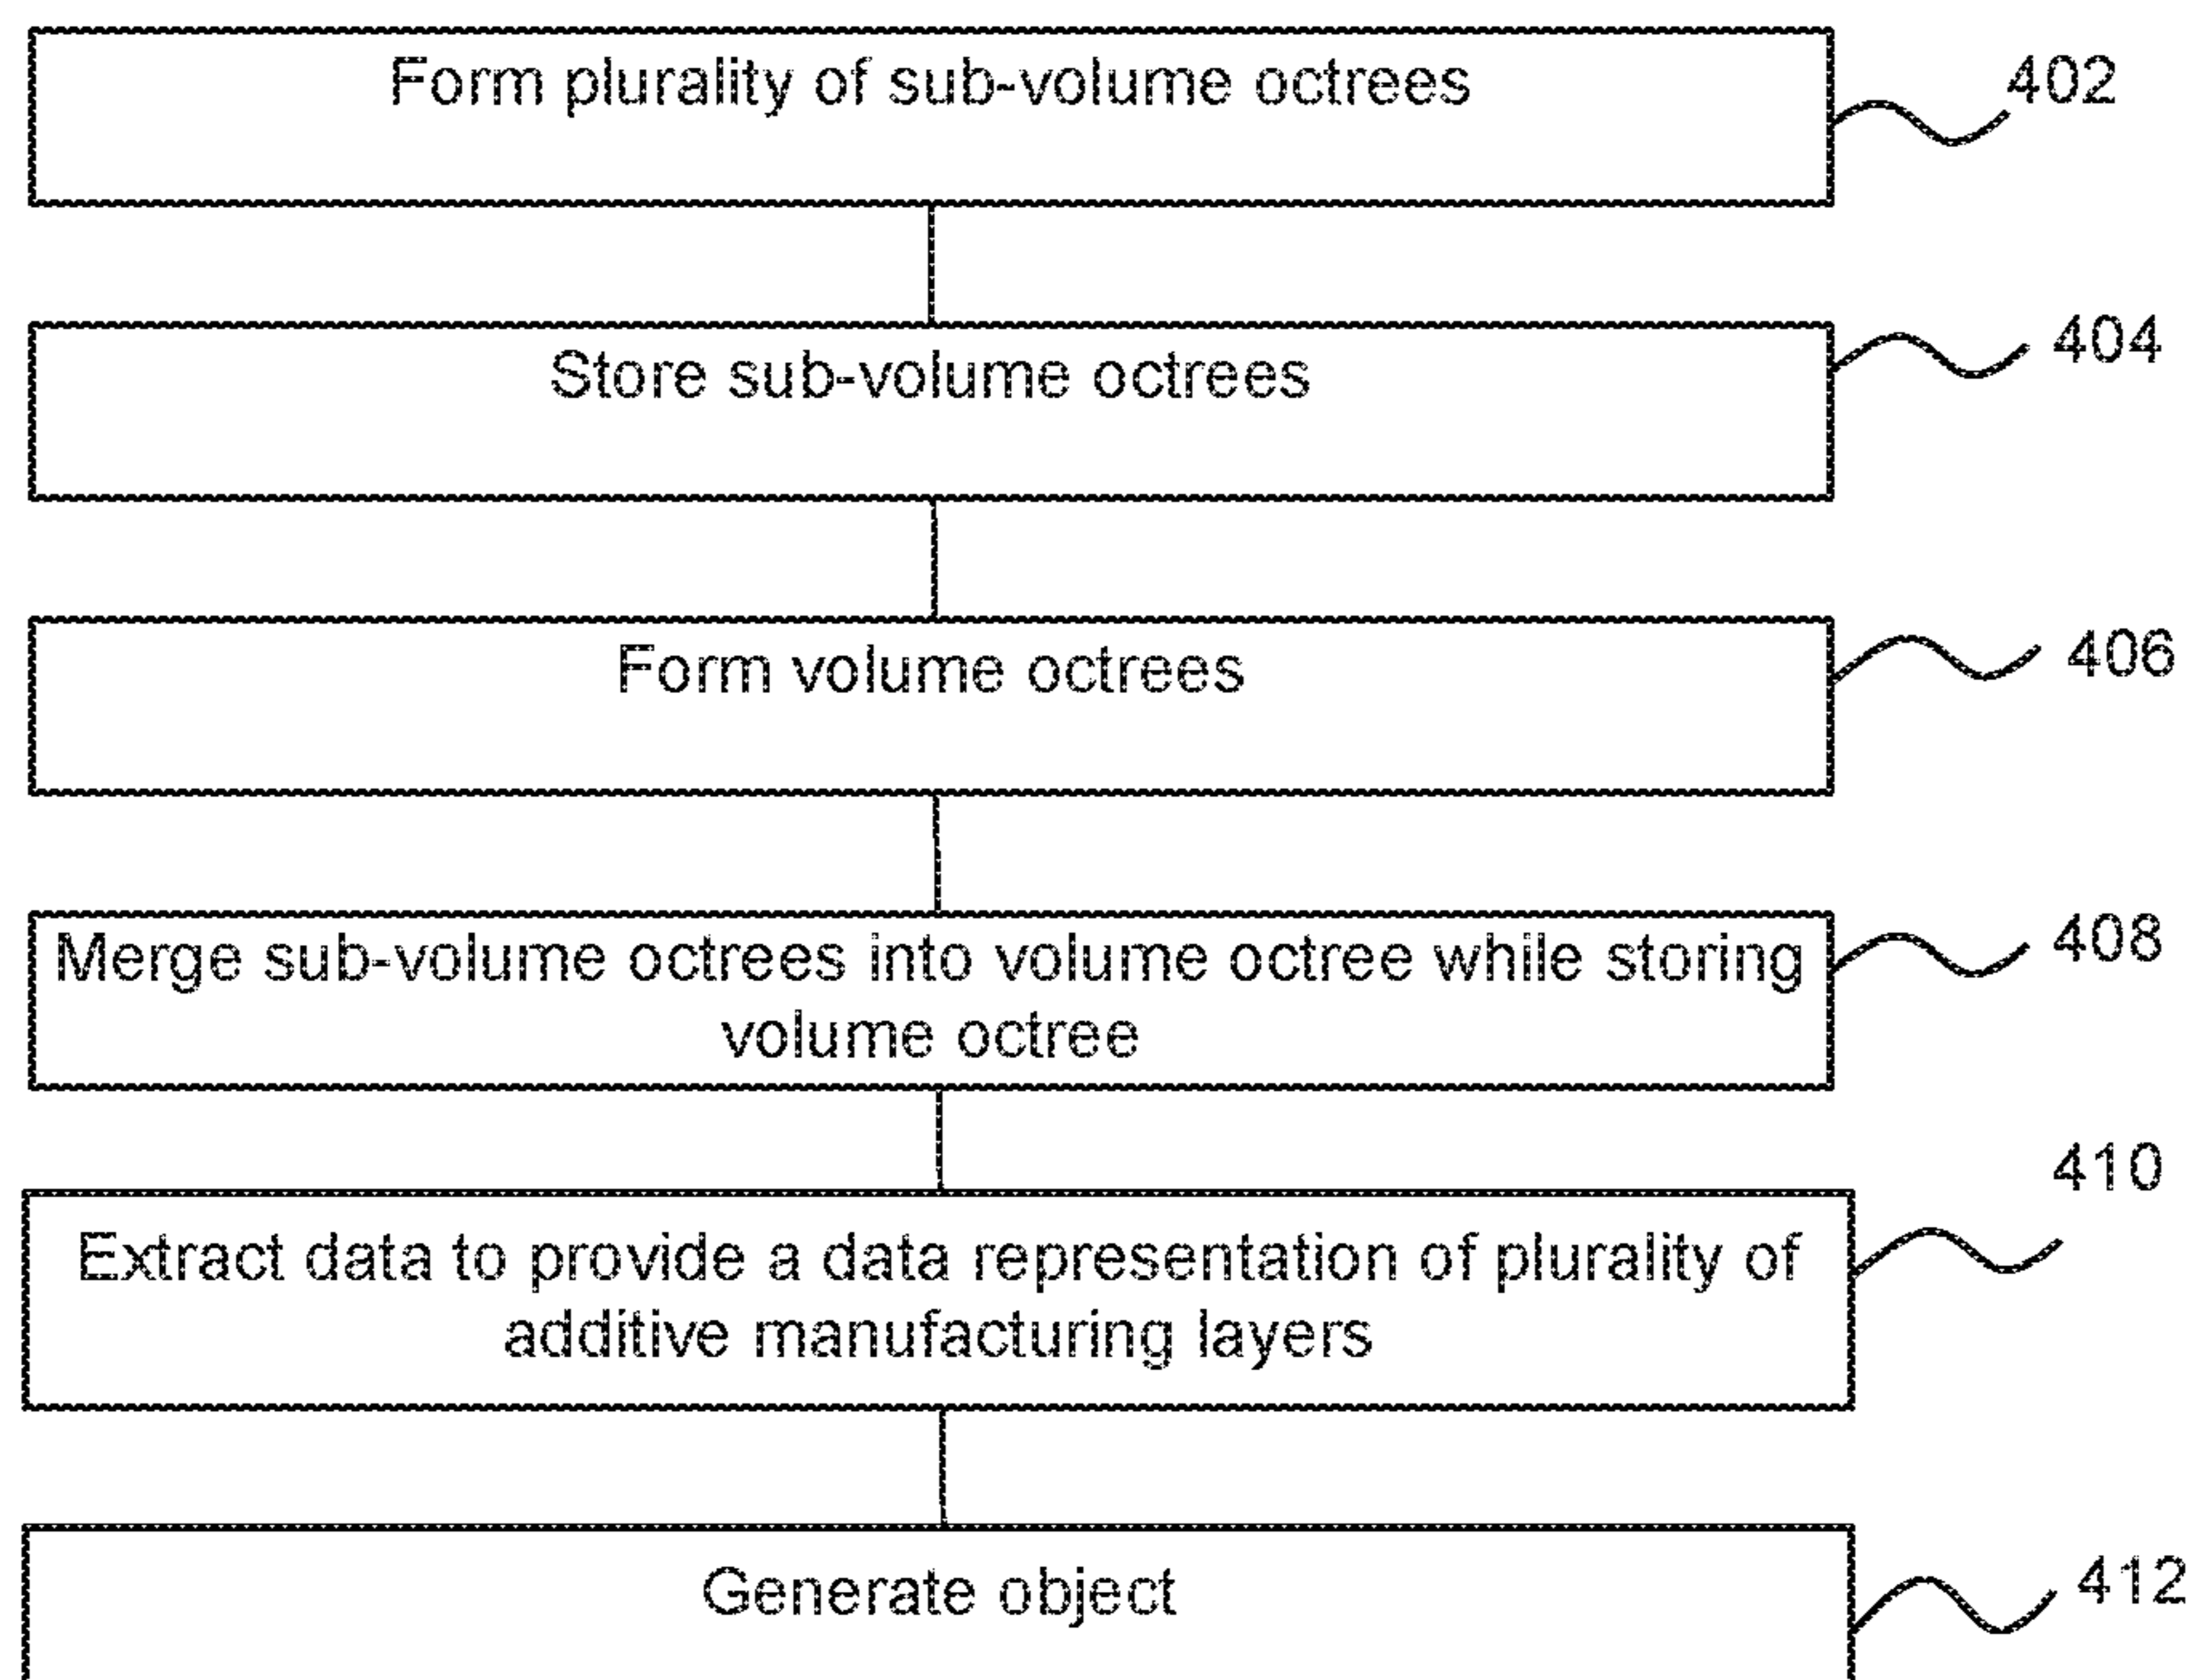 Form plurality of sub-volume octrees
402
Store sub-volume octrees
404
Form volume octrees
406
Merge sub-volume octrees into volume octree while storing
volume octree
408
Extract data to provide a data representation of plurality of
additive manufacturing layers
410
Generate object
412